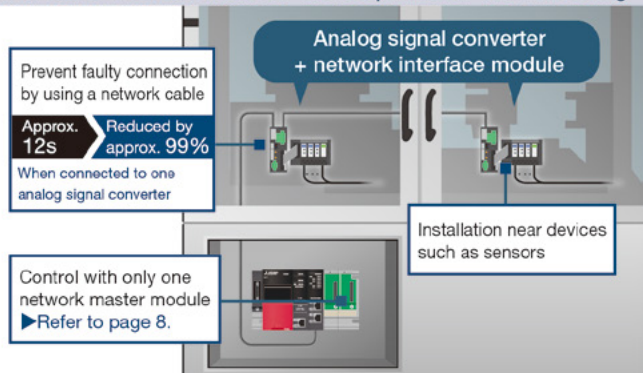 Analog signal converter
+ network interface module
Prevent faulty connection
by using a network cable
Approx.
12s
Reduced by
approx. 99%
When connected to one
analog signal converter
Installation near devices
such as sensors
Control with only one
network master module
▶Refer to page 8.